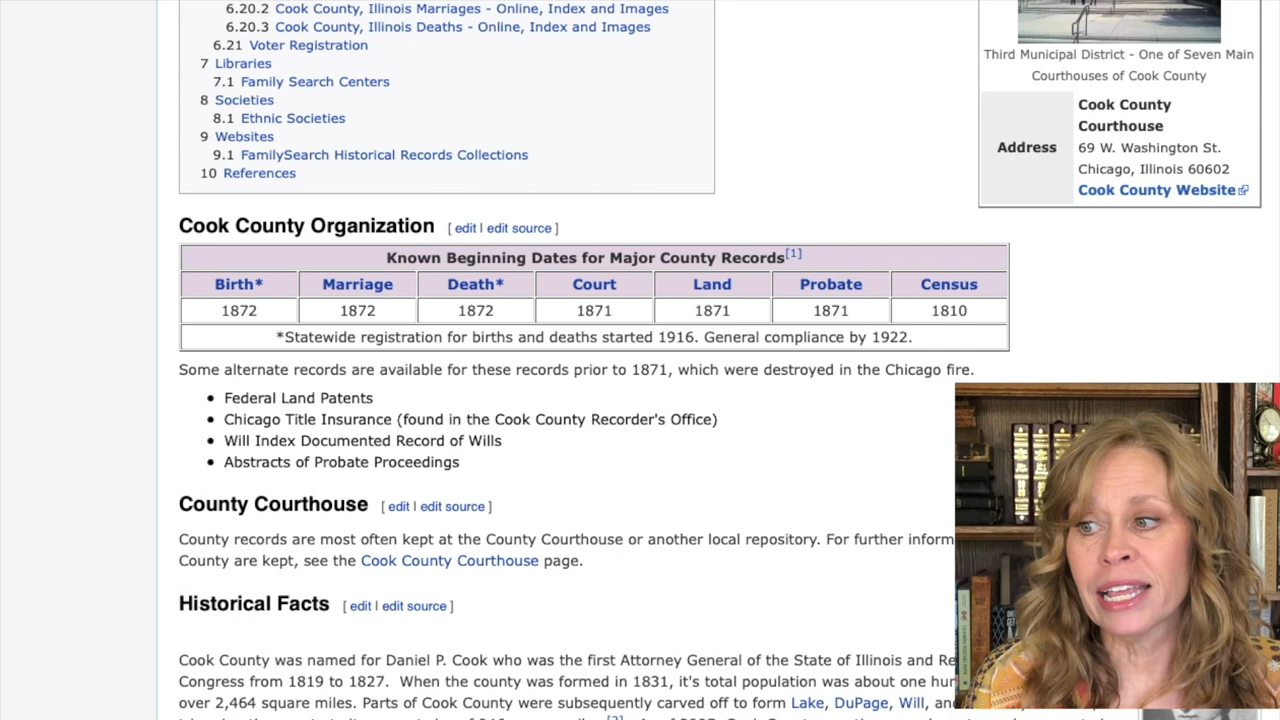 6.20.2 Cook County, Illinois Marriages - Online, Index and Images
6.20.3 Cook County, Illinois Deaths - Online, Index and Images
6.21 Voter Registration
7 Libraries
7.1 Family Search Centers
8 Societies
8.1 Ethnic Societies
9 Websites
9.1 FamilySearch Historical Records Collections
10 References
Third Municipal District - One of Seven Main
Courthouses of Cook County
Address
Cook County
Courthouse
69 W. Washington St.
Chicago, Illinois 60602
Cook County Website
Cook County Organization [ edit | edit source ]
Known Beginning Dates for Major County Records[1]
Birth* Marriage Death* Court Land Probate Census
1872 1872 1872 1871 1871 1871 1810
*Statewide registration for births and deaths started 1916. General compliance by 1922.
Some alternate records are available for these records prior to 1871, which were destroyed in the Chicago fire.
• Federal Land Patents
• Chicago Title Insurance (found in the Cook County Recorder's Office)
• Will Index Documented Record of Wills
• Abstracts of Probate Proceedings
County Courthouse [ edit | edit source ]
County records are most often kept at the County Courthouse or another local repository. For further inform
County are kept, see the Cook County Courthouse page.
Historical Facts [ edit | edit source ]
Cook County was named for Daniel P. Cook who was the first Attorney General of the State of Illinois and Re
Congress from 1819 to 1827. When the county was formed in 1831, it's total population was about one hun
over 2,464 square miles. Parts of Cook County were subsequently carved off to form Lake, DuPage, Will, an